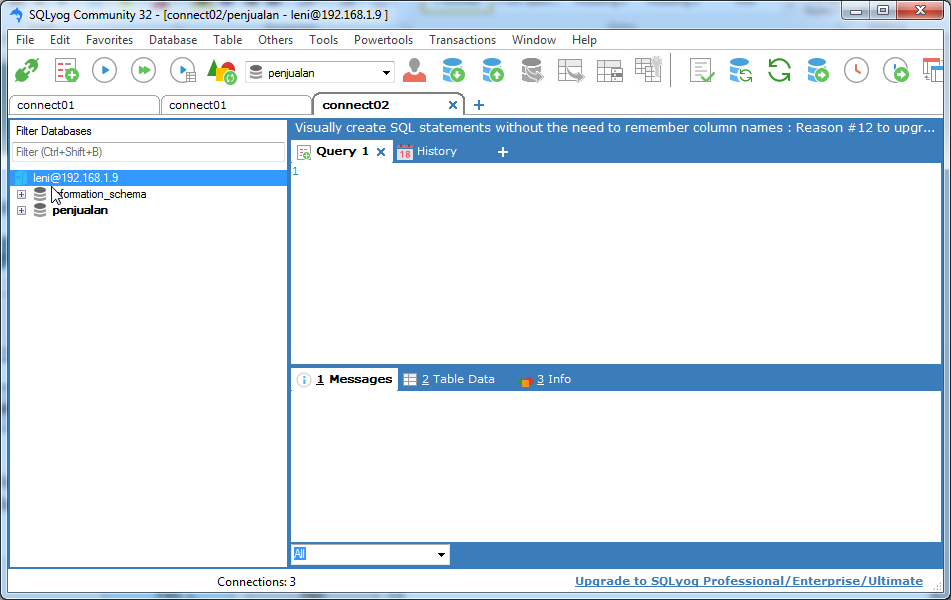 SQLyog Community 32 - [connect02/penjualan - leni@192.168.1.9 ]
File Edit Favorites Database Table Others Tools Powertools Transactions Window Help
penjualan
connect01 connect01 connect02
Filter Databases
Filter (Ctrl+Shift+B)
leni@192.168.1.9
formation_schema
penjualan
Visually create SQL statements without the need to remember column names : Reason #12 to upgr...
Query 1 18 History
1
1 Messages 2 Table Data 3 Info
All
Connections: 3 Upgrade to SQLyog Professional/Enterprise/Ultimate